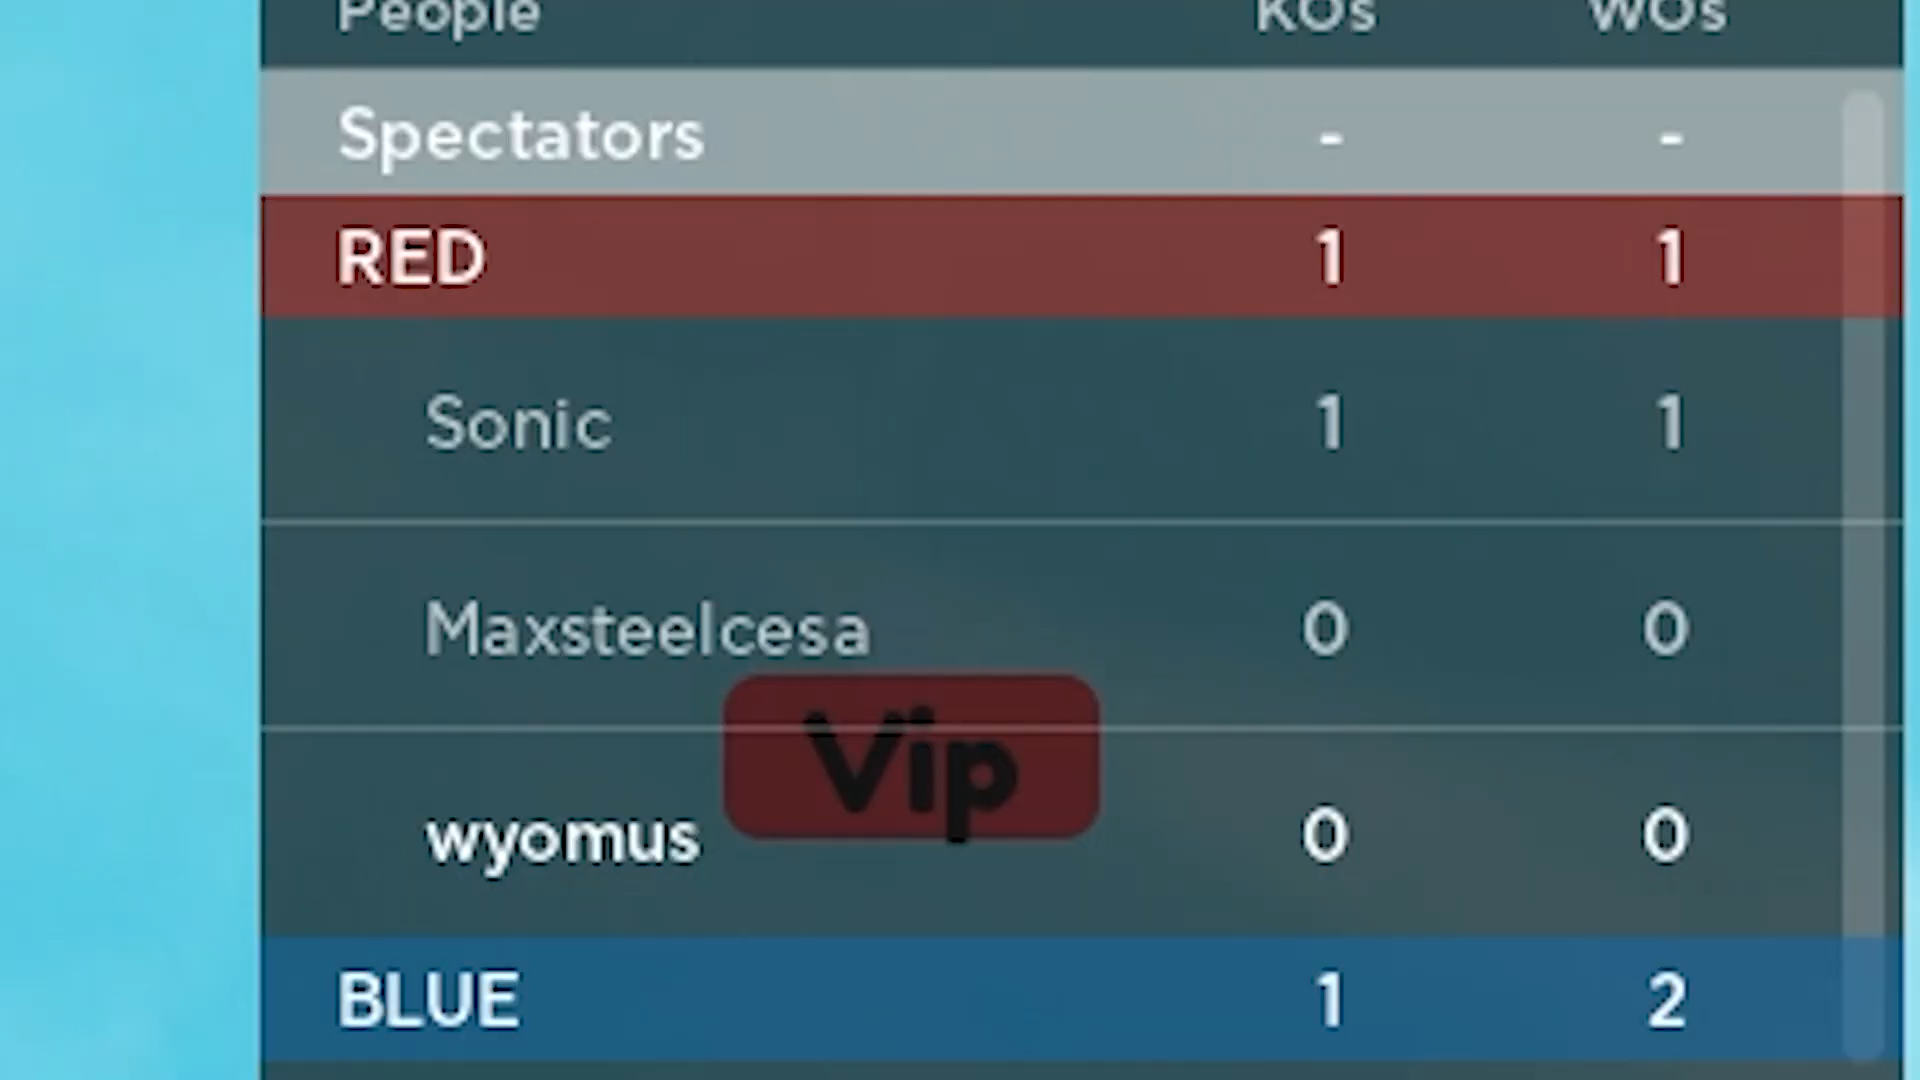 People KOs WOs
Spectators - -
RED 1 1
Sonic 1 1
Maxsteelcesa 0 0
Vip
wyomus 0 0
BLUE 1 2